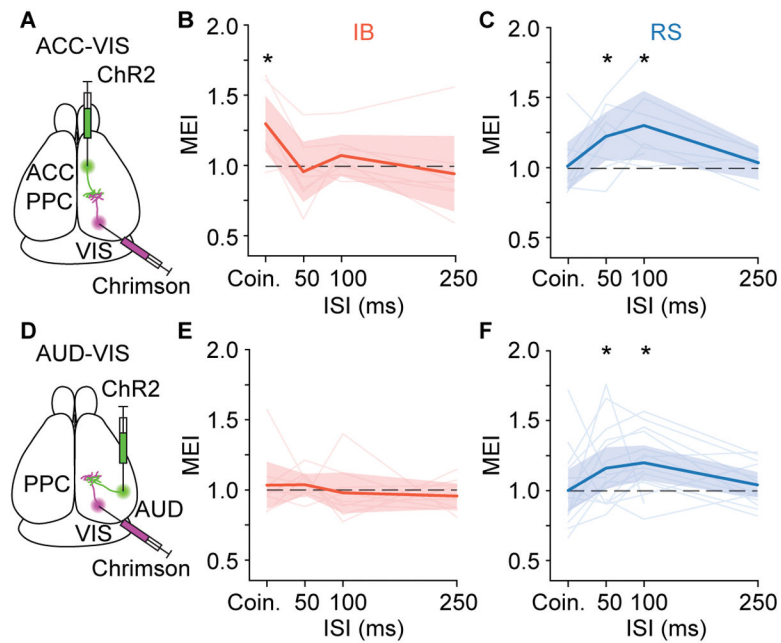 A
ACC-VIS
ChR2
ACC
PPC
VIS
Chrimson
B
IB
*
MEI
2.0
1.5
1.0
0.5
Coin. 50 100 250
ISI (ms)
C
RS
* *
MEI
2.0
1.5
1.0
0.5
Coin. 50 100 250
ISI (ms)
D
AUD-VIS
ChR2
PPC
AUD
VIS
Chrimson
E
MEI
2.0
1.5
1.0
0.5
Coin. 50 100 250
ISI (ms)
F
* *
MEI
2.0
1.5
1.0
0.5
Coin. 50 100 250
ISI (ms)